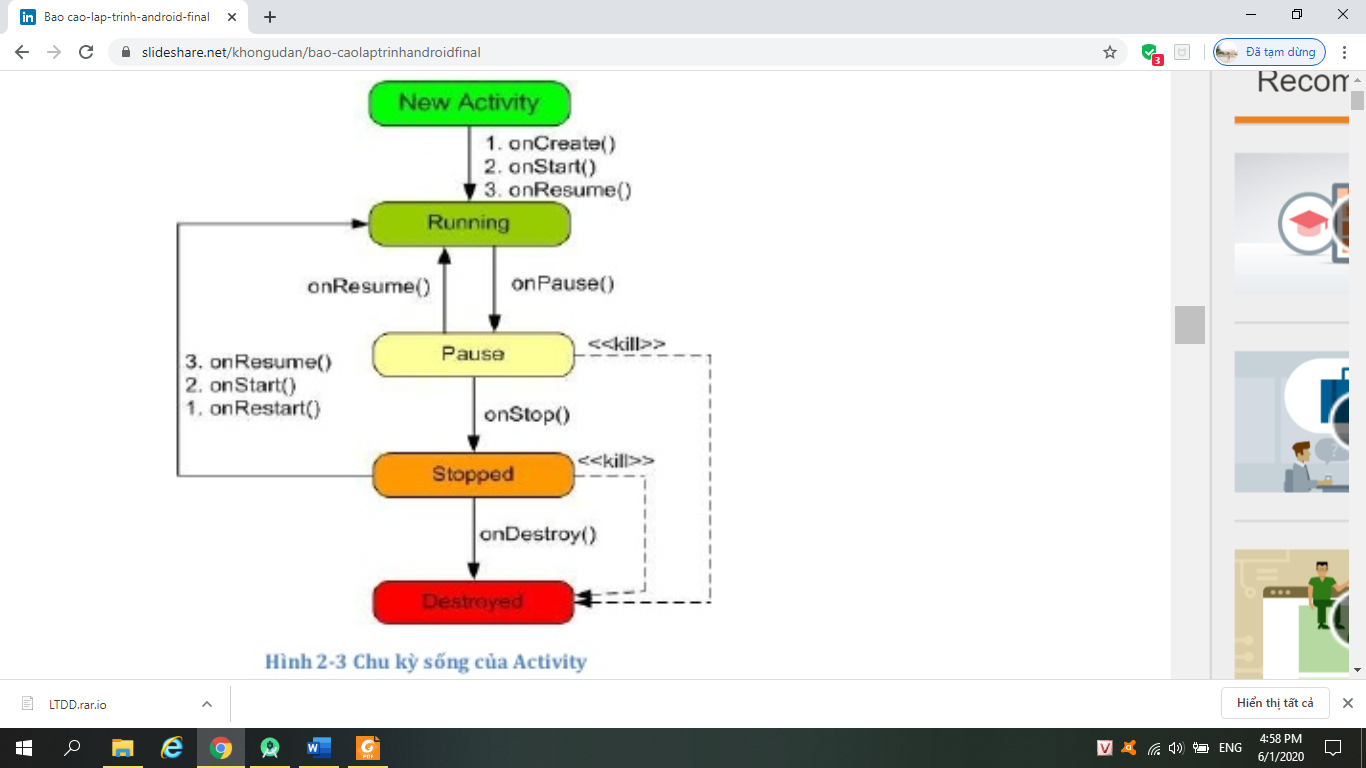 Bao cao-lap-trinh-android-final
slideshare.net/khongudan/bao-caolaptrinhandroidfinal
3
Đã tạm dừng
New Activity
1. onCreate()
2. onStart()
3. onResume()
Running
onResume()
onPause()
Pause
<<kill>>
3. onResume()
2. onStart()
1. onRestart()
onStop()
Stopped
<<kill>>
onDestroy()
Destroyed
Hình 2-3 Chu kỳ sống của Activity
Recom
LTDD.rar.io
Hiển thị tất cả
ENG
4:58 PM
6/1/2020